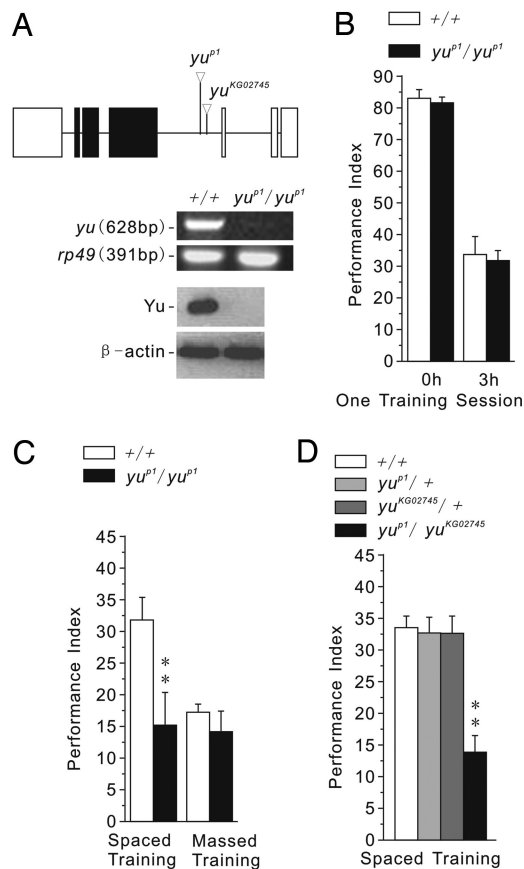 A
yu^p1
yu^KG02745
+/+ yu^p1/yu^p1
yu(628bp)-
rp49(391bp)-
Yu-
β-actin-
B
+/+
yu^p1/yu^p1
Performance Index
90
80
70
60
50
40
30
20
10
0
0h 3h
One Training Session
C
+/+
yu^p1/yu^p1
Performance Index
45
40
35
30
25
20
15
10
5
0
**
Spaced Training
Massed Training
D
+/+
yu^p1/+
yu^KG02745/+
yu^p1/yu^KG02745
Performance Index
45
40
35
30
25
20
15
10
5
0
**
Spaced Training